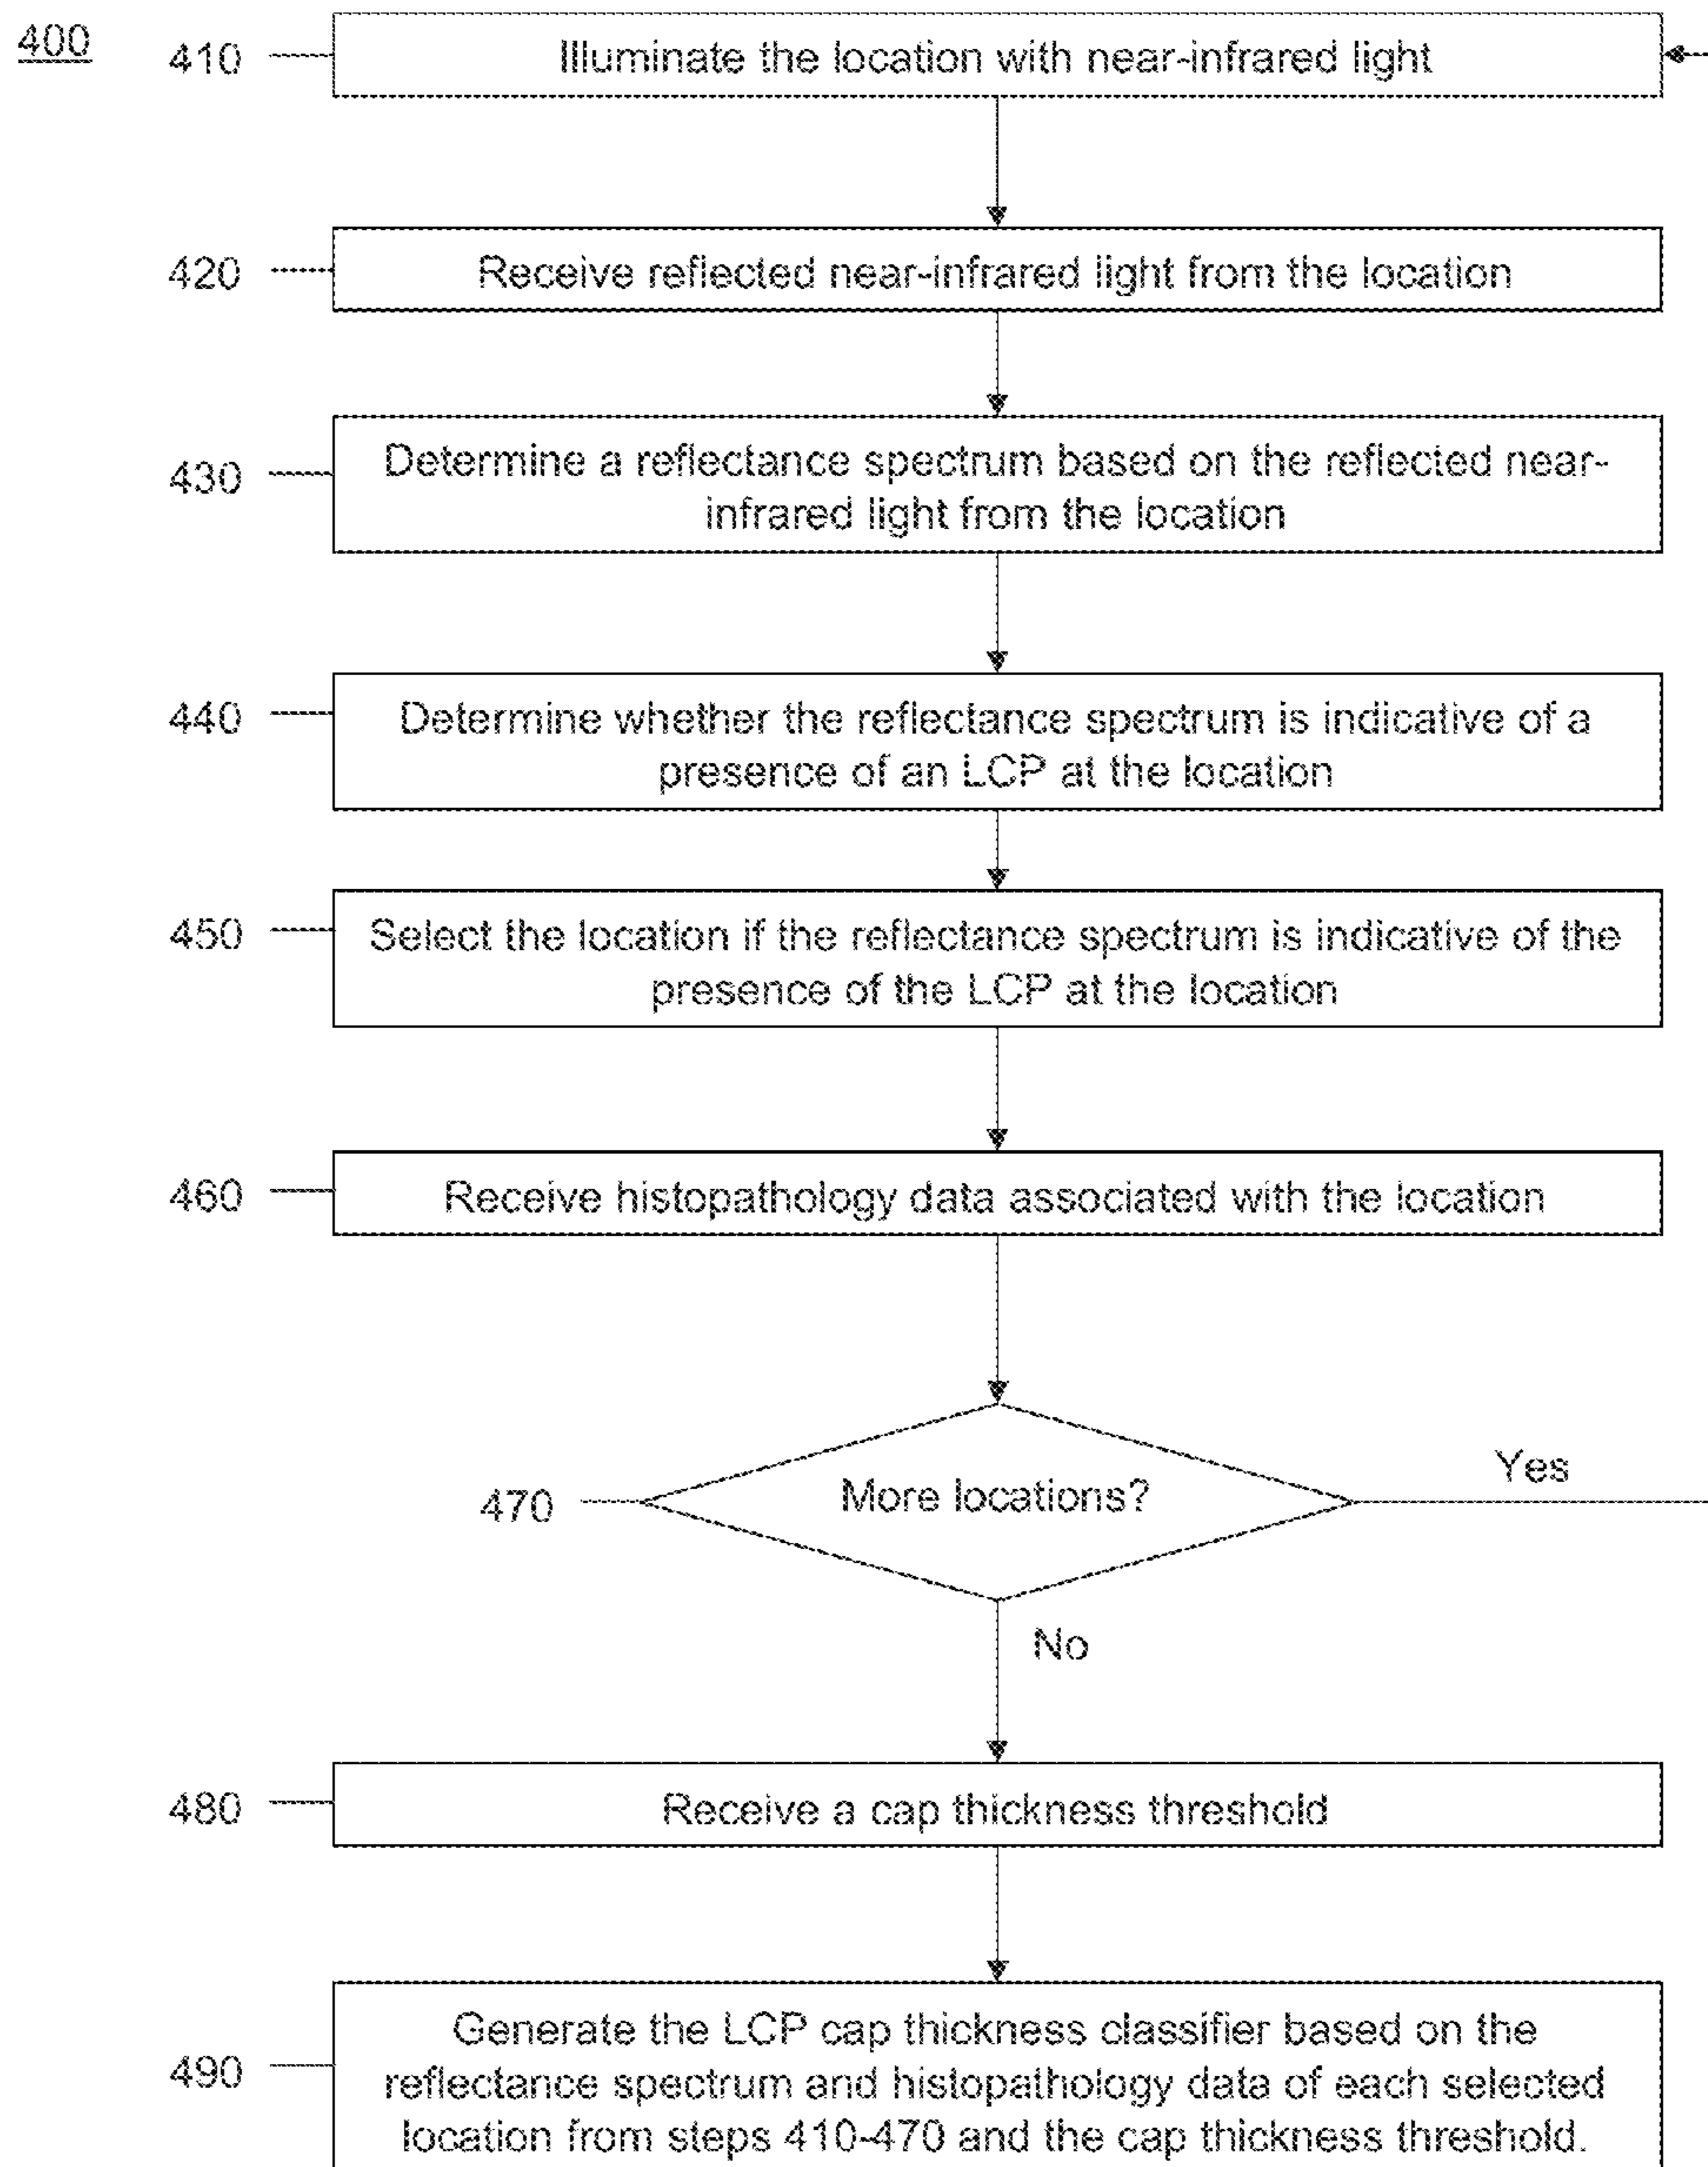 400
410
Illuminate the location with near-infrared light
420
Receive reflected near-infrared light from the location
430
Determine a reflectance spectrum based on the reflected near-
infrared light from the location
440
Determine whether the reflectance spectrum is indicative of a
presence of an LCP at the location
450
Select the location if the reflectance spectrum is indicative of the
presence of the LCP at the location
460
Receive histopathology data associated with the location
470
More locations?
Yes
No
480
Receive a cap thickness threshold
490
Generate the LCP cap thickness classifier based on the
reflectance spectrum and histopathology data of each selected
location from steps 410-470 and the cap thickness threshold.